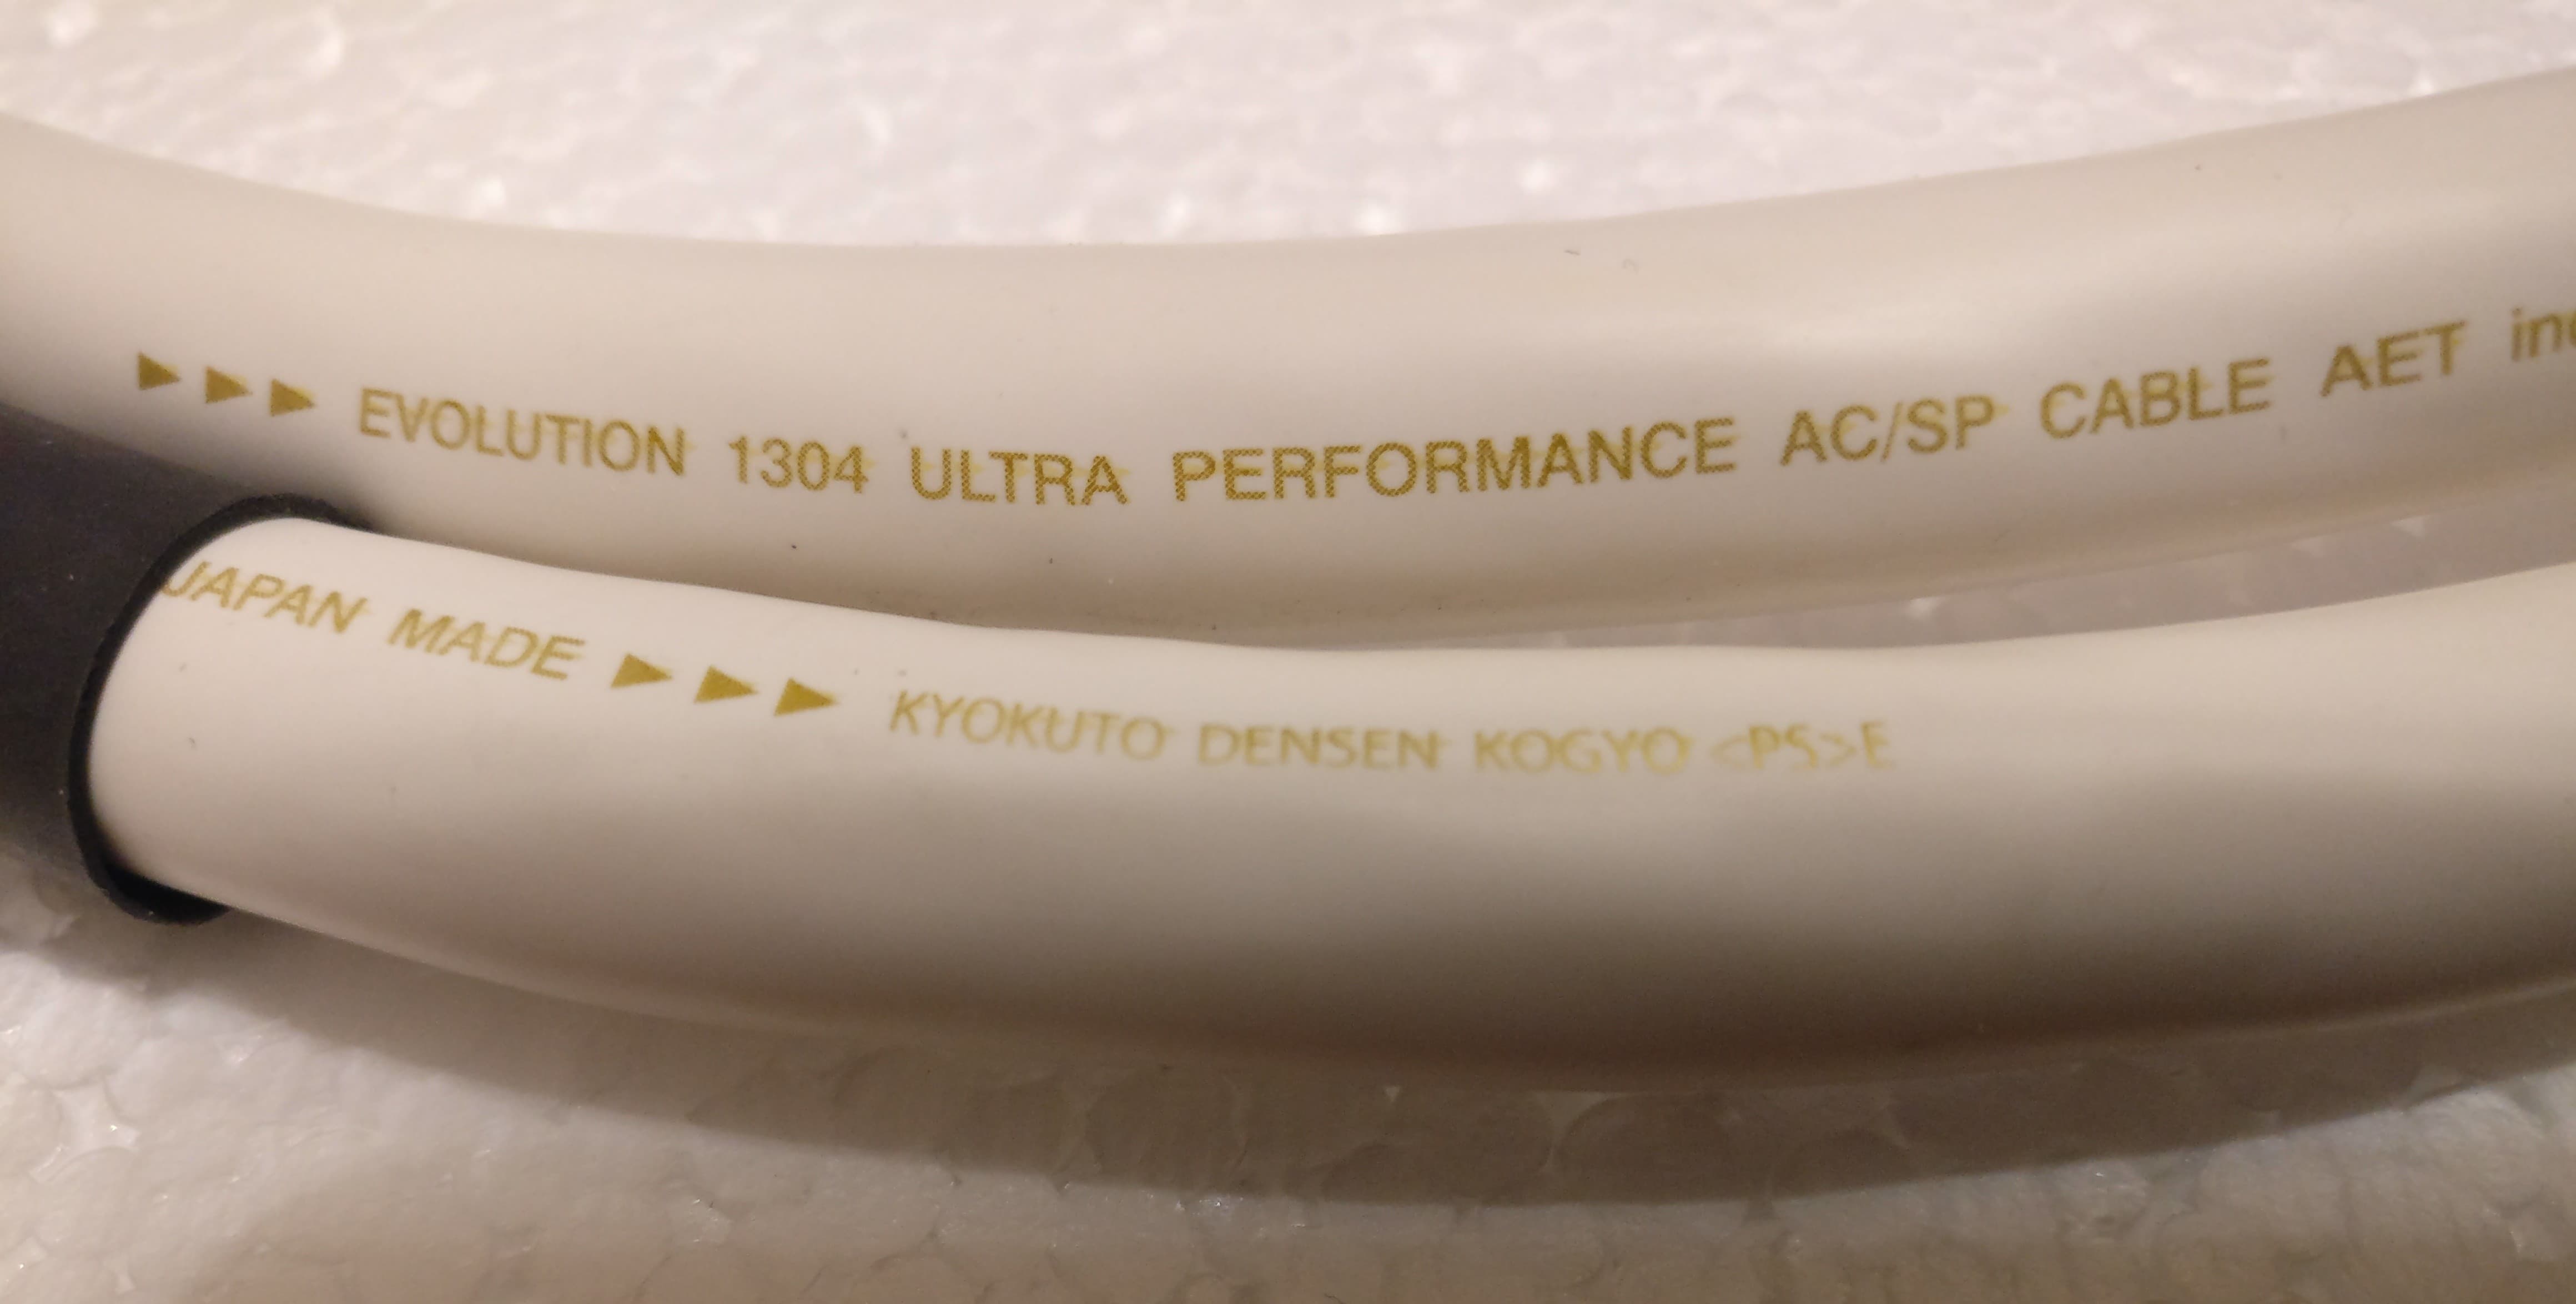 ▶▶▶ EVOLUTION 1304 ULTRA PERFORMANCE AC/SP CABLE AET
JAPAN MADE ▶▶▶ KYOKUTO DENSEN KOGYO <PS>E